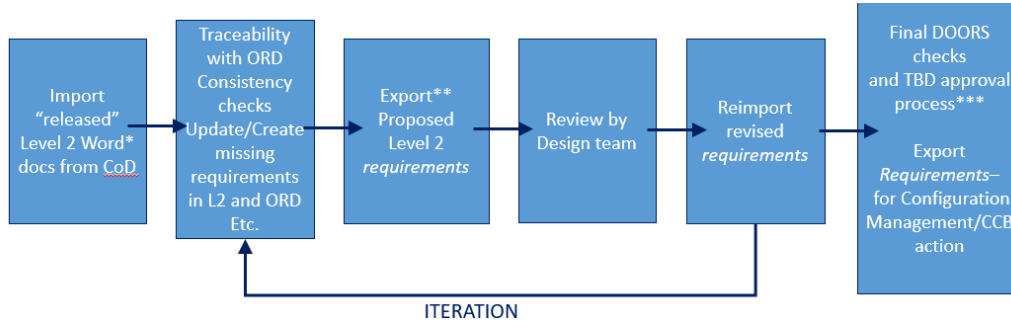 Import
“released”
Level 2 Word*
docs from CoD
Traceability
with ORD
Consistency
checks
Update/Create
missing
requirements
in L2 and ORD
Etc.
Export**
Proposed
Level 2
requirements
Review by
Design team
Reimport
revised
requirements
Final DOORS
checks
and TBD approval
process***
Export
Requirements–
for Configuration
Management/CCB
action
ITERATION